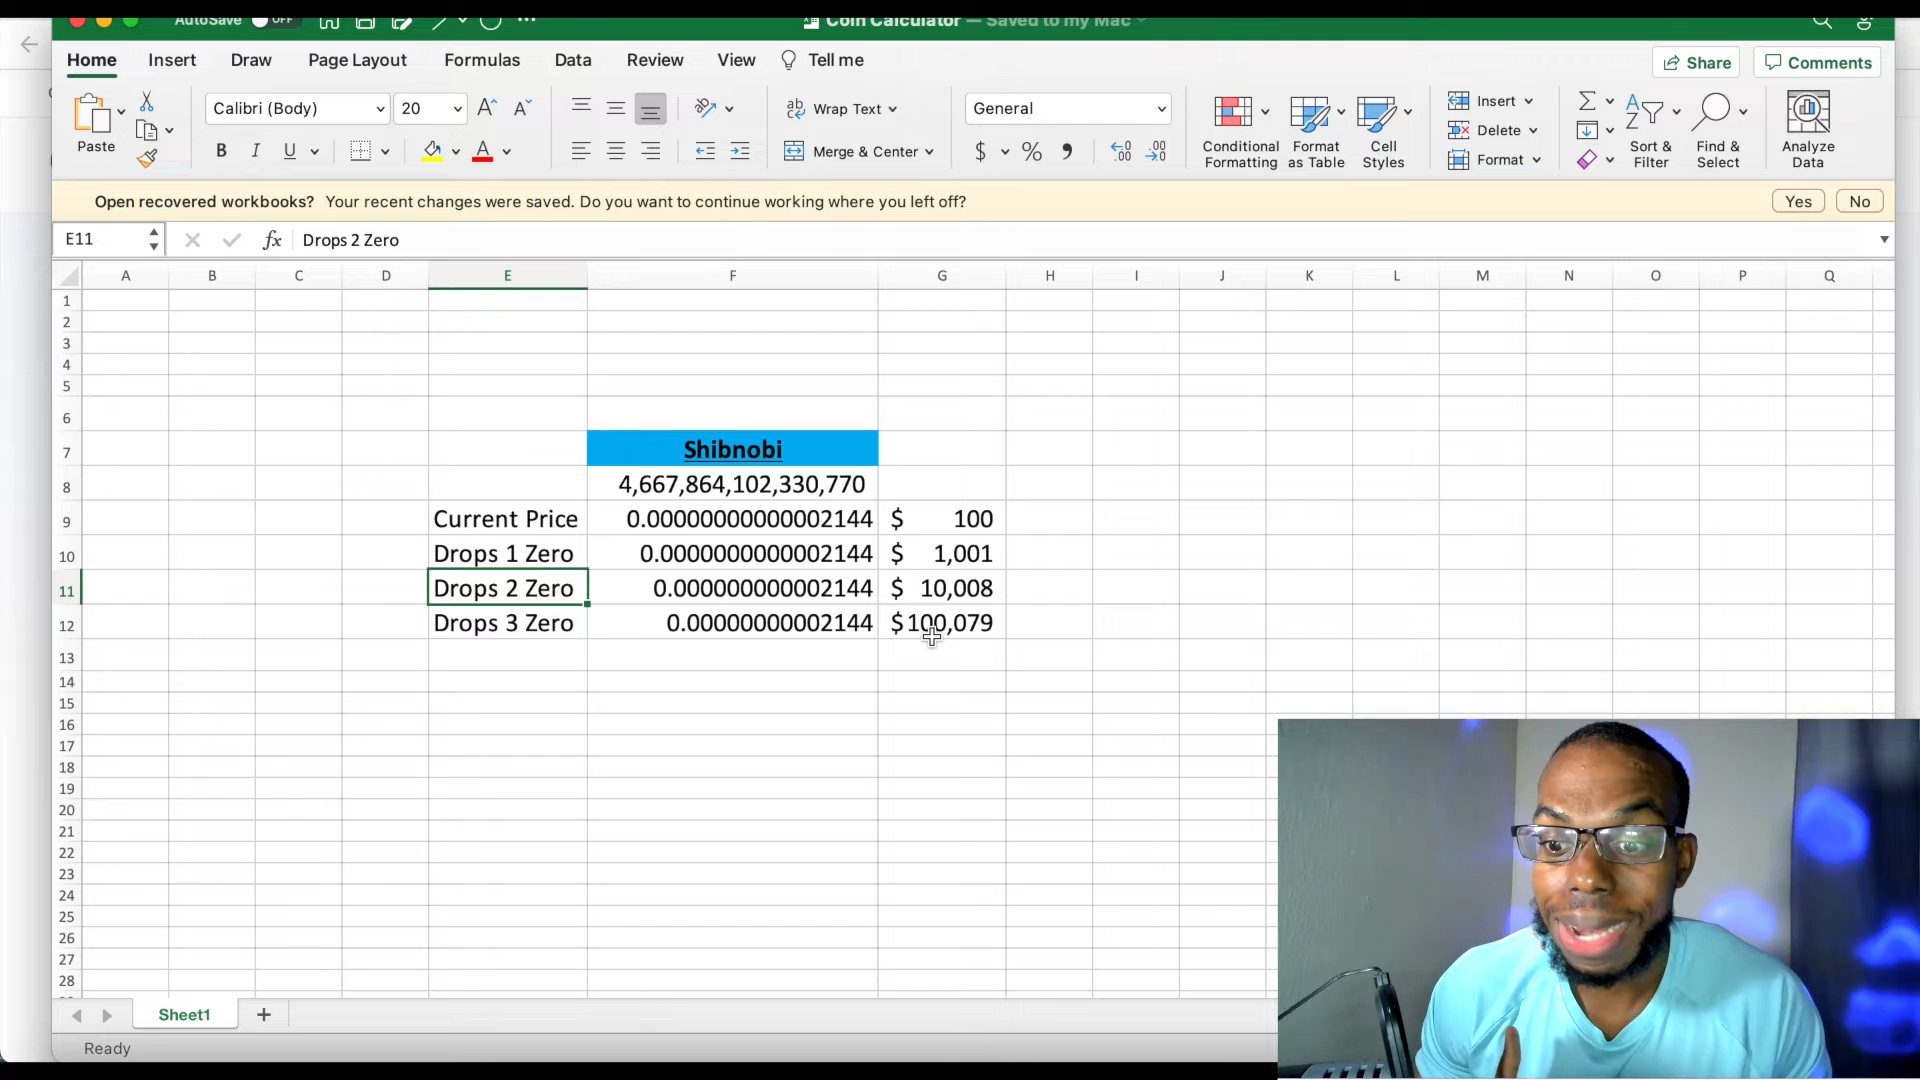 AutoSave OFF
Coin Calculator — Saved to my Mac
Home Insert Draw Page Layout Formulas Data Review View Tell me
Share Comments
Paste
Calibri (Body) 20
B I U
Wrap Text
Merge & Center
General
Conditional Formatting
Format as Table
Cell Styles
Insert
Delete
Format
Sort & Filter
Find & Select
Analyze Data
Open recovered workbooks? Your recent changes were saved. Do you want to continue working where you left off? Yes No
E11 fx Drops 2 Zero
A B C D E F G H I J K L M N O P Q
1
2
3
4
5
6
7 Shibnobi
8 4,667,864,102,330,770
9 Current Price 0.00000000000002144 $ 100
10 Drops 1 Zero 0.0000000000002144 $ 1,001
11 Drops 2 Zero 0.000000000002144 $ 10,008
12 Drops 3 Zero 0.00000000002144 $100,079
13
14
15
16
17
18
19
20
21
22
23
24
25
26
27
28
Sheet1
Ready